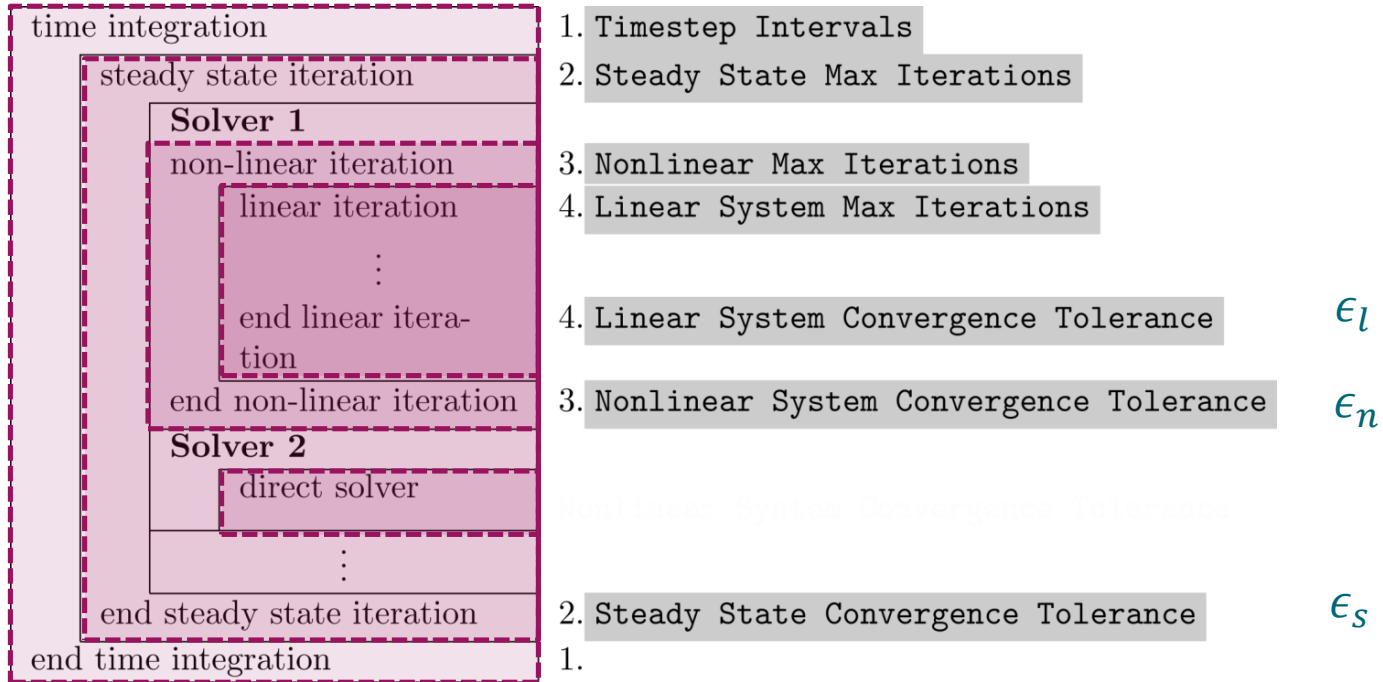 time integration
1. Timestep Intervals
steady state iteration
2. Steady State Max Iterations
Solver 1
non-linear iteration
3. Nonlinear Max Iterations
linear iteration
4. Linear System Max Iterations
⋮
end linear itera-
tion
4. Linear System Convergence Tolerance
ϵ_l
end non-linear iteration
3. Nonlinear System Convergence Tolerance
ϵ_n
Solver 2
direct solver
Nonlinear System Convergence Tolerance
⋮
end steady state iteration
2. Steady State Convergence Tolerance
ϵ_s
end time integration
1.